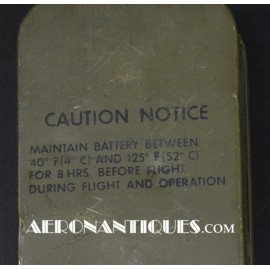 CAUTION NOTICE
MAINTAIN BATTERY BETWEEN
40° F(4° C) AND 125° F(52° C)
FOR 8 HRS. BEFORE FLIGHT.
DURING FLIGHT AND OPERATION
AERONANTIQUES.COM